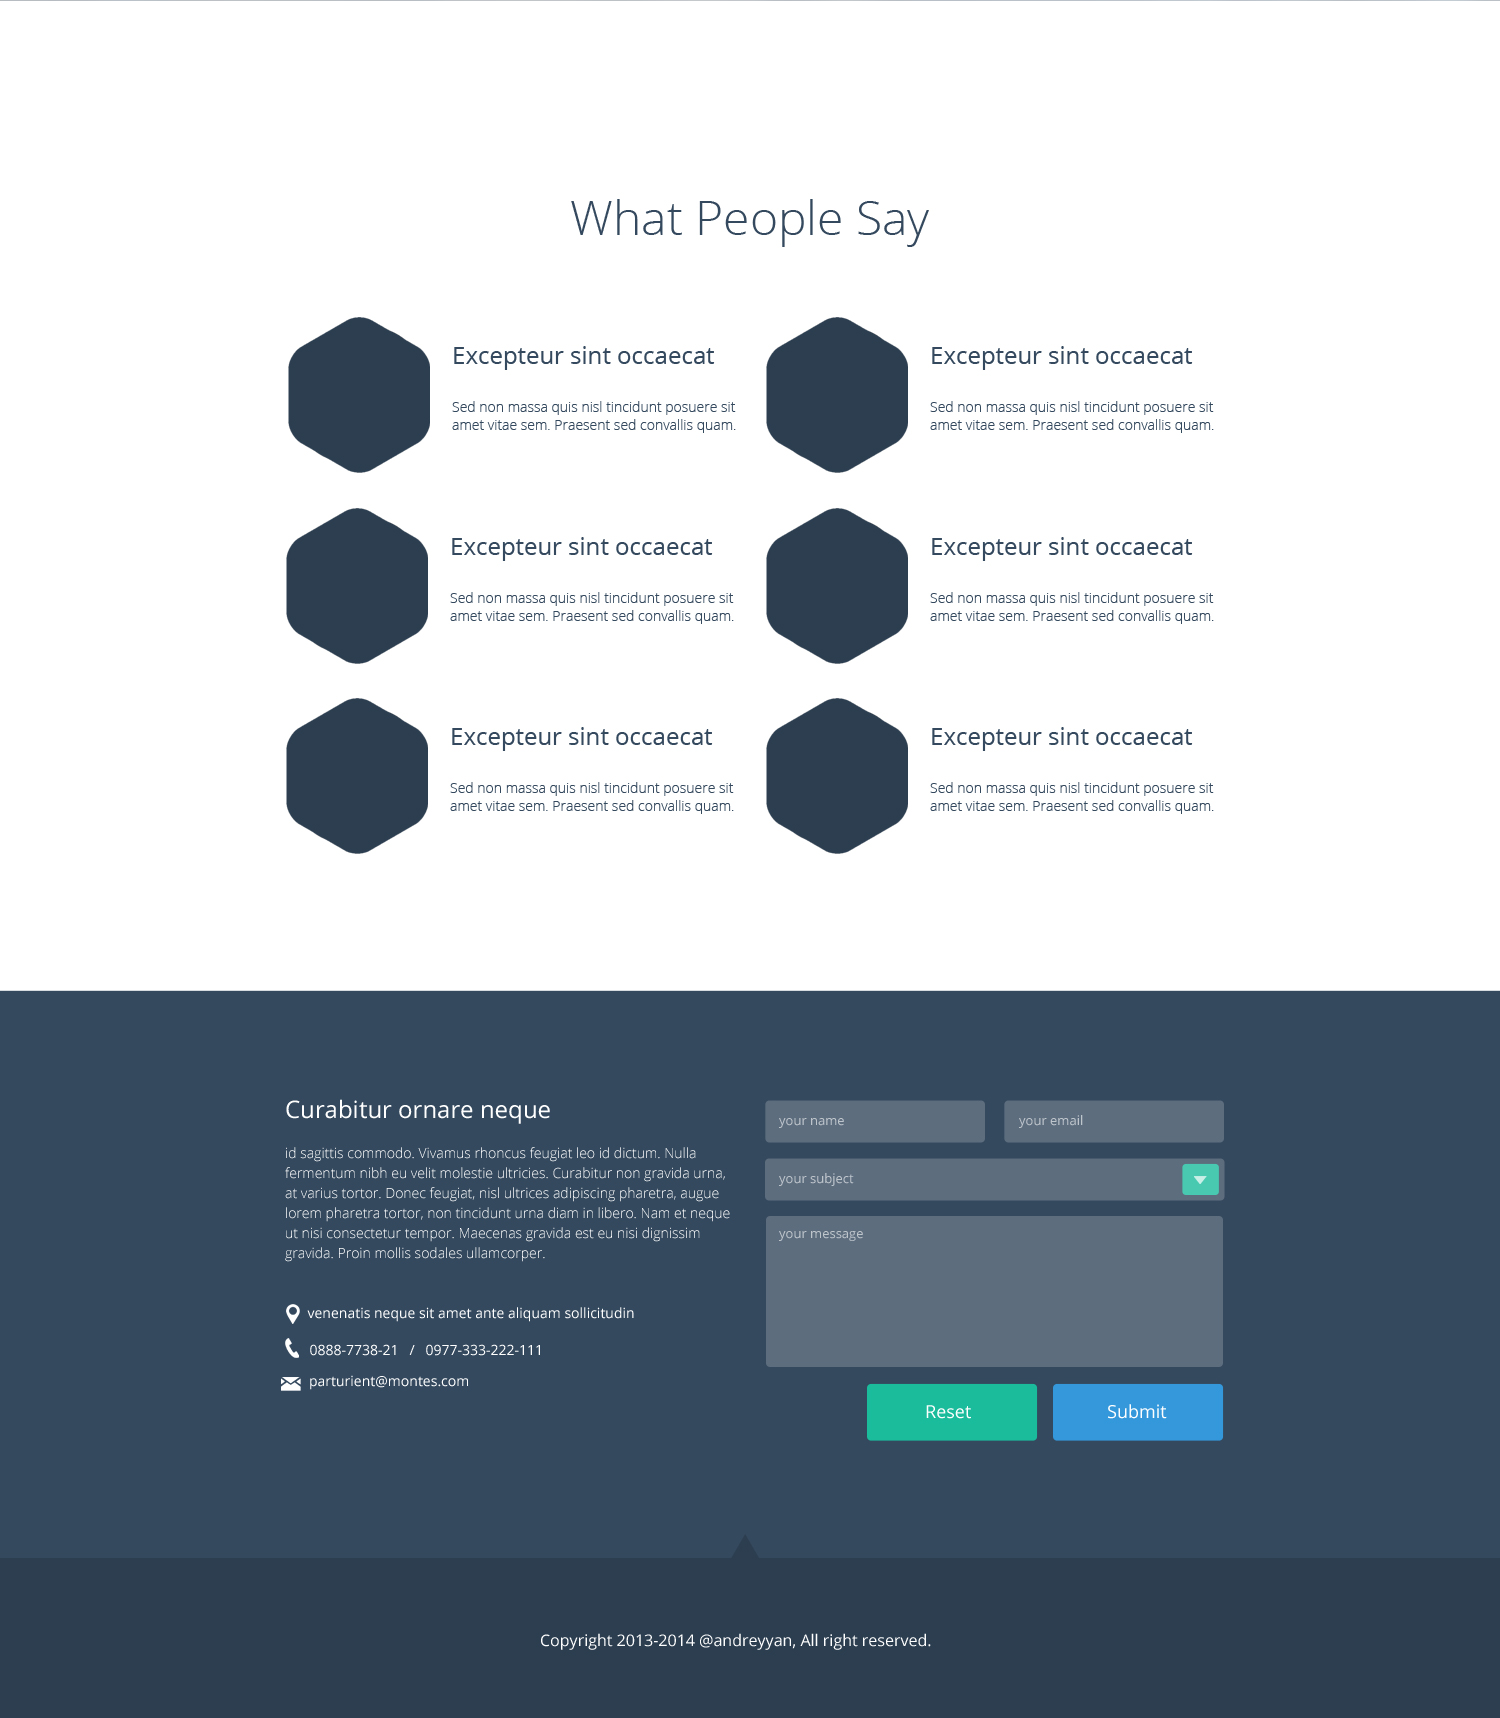 What People Say
Excepteur sint occaecat
Sed non massa quis nisl tincidunt posuere sit
amet vitae sem. Praesent sed convallis quam.
Excepteur sint occaecat
Sed non massa quis nisl tincidunt posuere sit
amet vitae sem. Praesent sed convallis quam.
Excepteur sint occaecat
Sed non massa quis nisl tincidunt posuere sit
amet vitae sem. Praesent sed convallis quam.
Excepteur sint occaecat
Sed non massa quis nisl tincidunt posuere sit
amet vitae sem. Praesent sed convallis quam.
Excepteur sint occaecat
Sed non massa quis nisl tincidunt posuere sit
amet vitae sem. Praesent sed convallis quam.
Excepteur sint occaecat
Sed non massa quis nisl tincidunt posuere sit
amet vitae sem. Praesent sed convallis quam.
Curabitur ornare neque
id sagittis commodo. Vivamus rhoncus feugiat leo id dictum. Nulla
fermentum nibh eu velit molestie ultricies. Curabitur non gravida urna,
at varius tortor. Donec feugiat, nisl ultrices adipiscing pharetra, augue
lorem pharetra tortor, non tincidunt urna diam in libero. Nam et neque
ut nisi consectetur tempor. Maecenas gravida est eu nisi dignissim
gravida. Proin mollis sodales ullamcorper.
venenatis neque sit amet ante aliquam sollicitudin
0888-7738-21 / 0977-333-222-111
parturient@montes.com
your name
your email
your subject
your message
Reset
Submit
Copyright 2013-2014 @andreyyan, All right reserved.